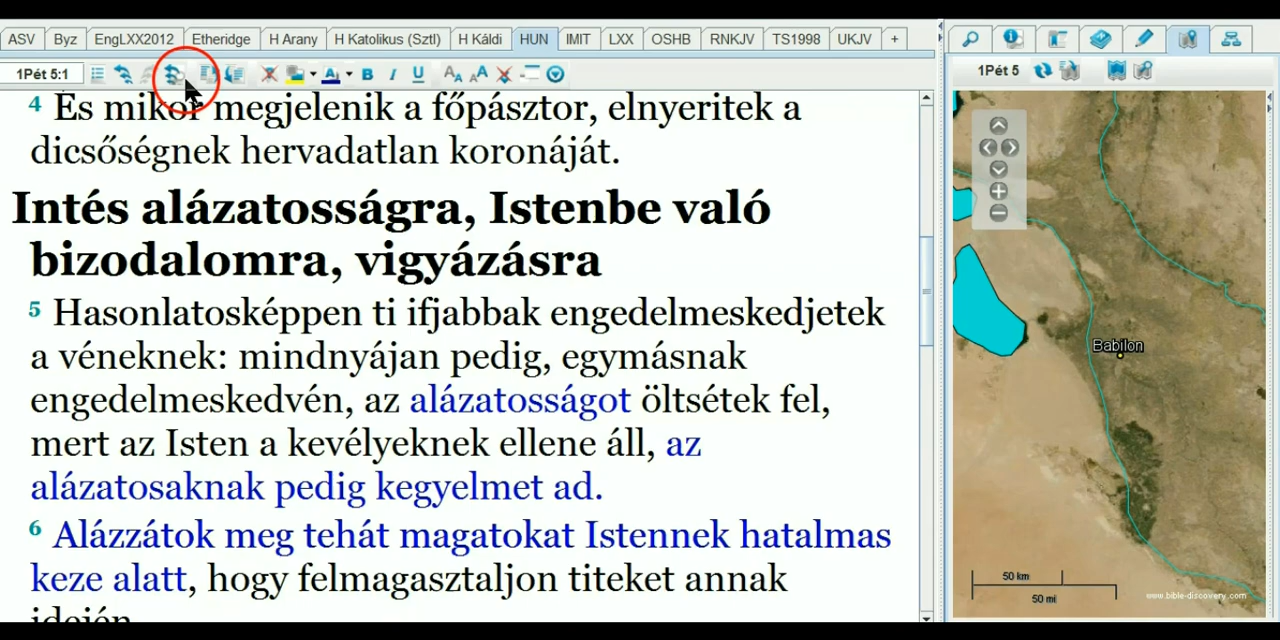 ASV Byz EngLXX2012 Etheridge H Arany H Katolikus (Sztl) H Káldi HUN IMIT LXX OSHB RNKJV TS1998 UKJV +
1Pét 5:1
4 És mikor megjelenik a főpásztor, elnyeritek a
dicsőségnek hervadatlan koronáját.
Intés alázatosságra, Istenbe való
bizodalomra, vigyázásra
5 Hasonlatosképpen ti ifjabbak engedelmeskedjetek
a véneknek: mindnyájan pedig, egymásnak
engedelmeskedvén, az alázatosságot öltsétek fel,
mert az Isten a kevélyeknek ellene áll, az
alázatosaknak pedig kegyelmet ad.
6 Alázzátok meg tehát magatokat Istennek hatalmas
keze alatt, hogy felmagasztaljon titeket annak
idején
1Pét 5
Babilon
50 km
50 mi
www.bible-discovery.com